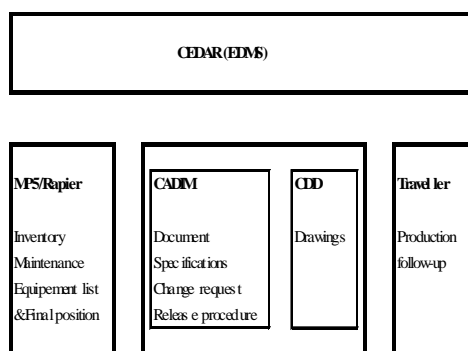 CEDAR (EDMS)
MP5/Rapier
Inventory
Maintenance
Equipement list
&Final position
CADIM
Document
Specifications
Change request
Release procedure
CDD
Drawings
Traveller
Production
follow-up